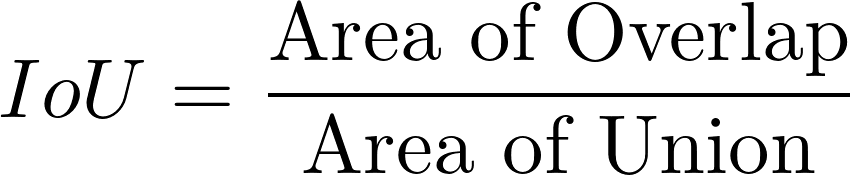 IoU = Area of Overlap
Area of Union